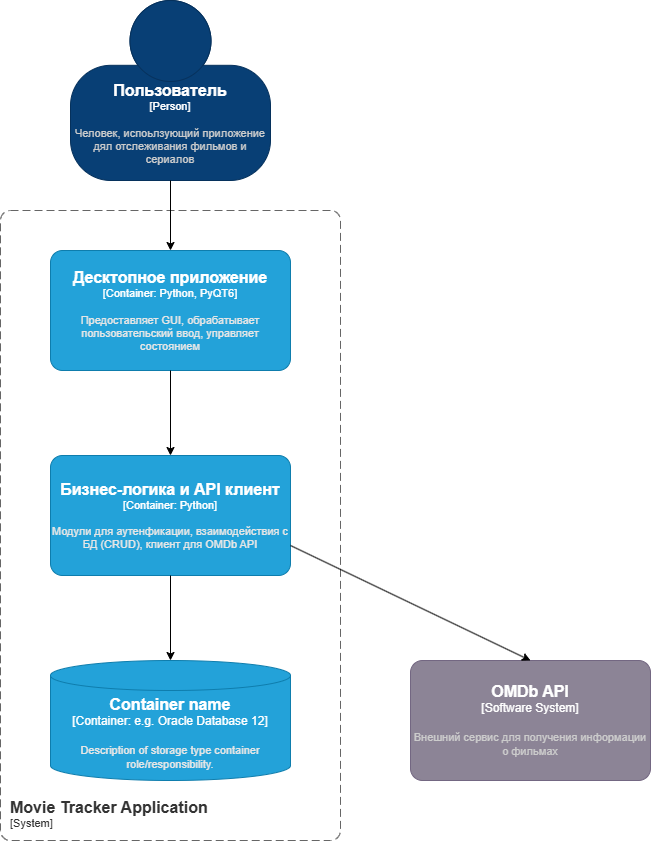 Пользователь
[Person]
Человек, испоьлзующий приложение
дял отслеживания фильмов и
сериалов
Десктопное приложение
[Container: Python, PyQT6]
Предоставляет GUI, обрабатывает
пользовательский ввод, управляет
состоянием
Бизнес-логика и API клиент
[Container: Python]
Модули для аутенфикации, взаимодействия с
БД (CRUD), клиент для OMDb API
Container name
[Container: e.g. Oracle Database 12]
Description of storage type container
role/responsibility.
OMDb API
[Software System]
Внешний сервис для получения информации
о фильмах
Movie Tracker Application
[System]